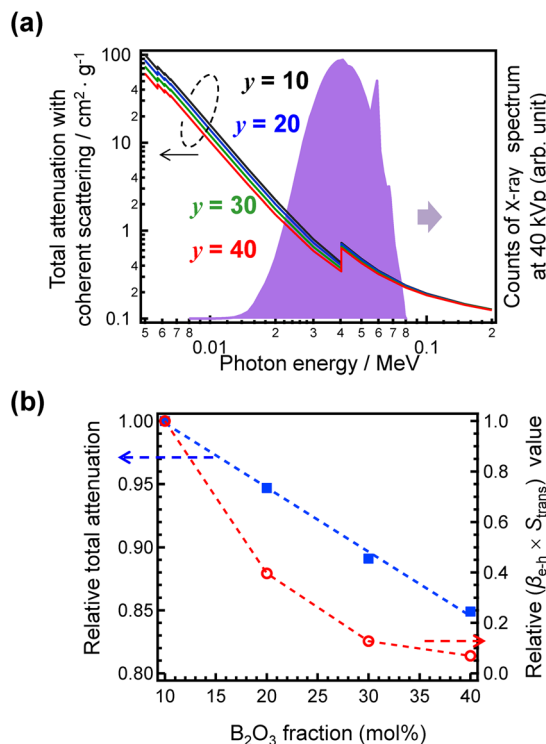 (a)
Total attenuation with
coherent scattering / cm² · g⁻¹
100
4
2
10
4
2
1
4
2
0.1
y = 10
y = 20
y = 30
y = 40
Counts of X-ray spectrum
at 40 kVp (arb. unit)
5 6 7 8 2 3 4 5 6 7 8 2
0.01 0.1
Photon energy / MeV
(b)
Relative total attenuation
1.00
0.95
0.90
0.85
0.80
1.0
0.8
0.6
0.4
0.2
0.0
Relative (βe-h × Strans) value
10 15 20 25 30 35 40
B₂O₃ fraction (mol%)